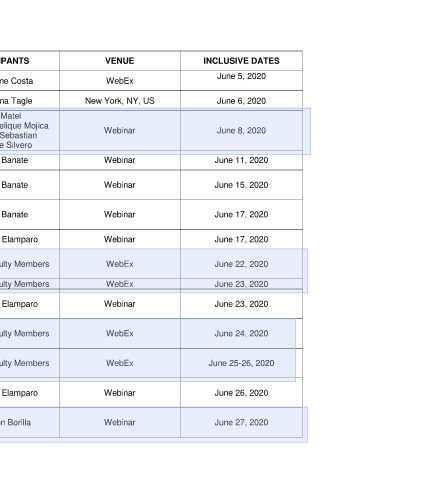 IPANTS VENUE INCLUSIVE DATES
ne Costa WebEx June 5, 2020
na Tagle New York, NY, US June 6, 2020
Matel
elique Mojica
Sebastian
e Silvero Webinar June 8, 2020
Banate Webinar June 11, 2020
Banate Webinar June 15, 2020
Banate Webinar June 17, 2020
Elamparo Webinar June 17, 2020
ulty Members WebEx June 22, 2020
ulty Members WebEx June 23, 2020
Elamparo Webinar June 23, 2020
ulty Members WebEx June 24, 2020
ulty Members WebEx June 25-26, 2020
Elamparo Webinar June 26, 2020
n Borilla Webinar June 27, 2020